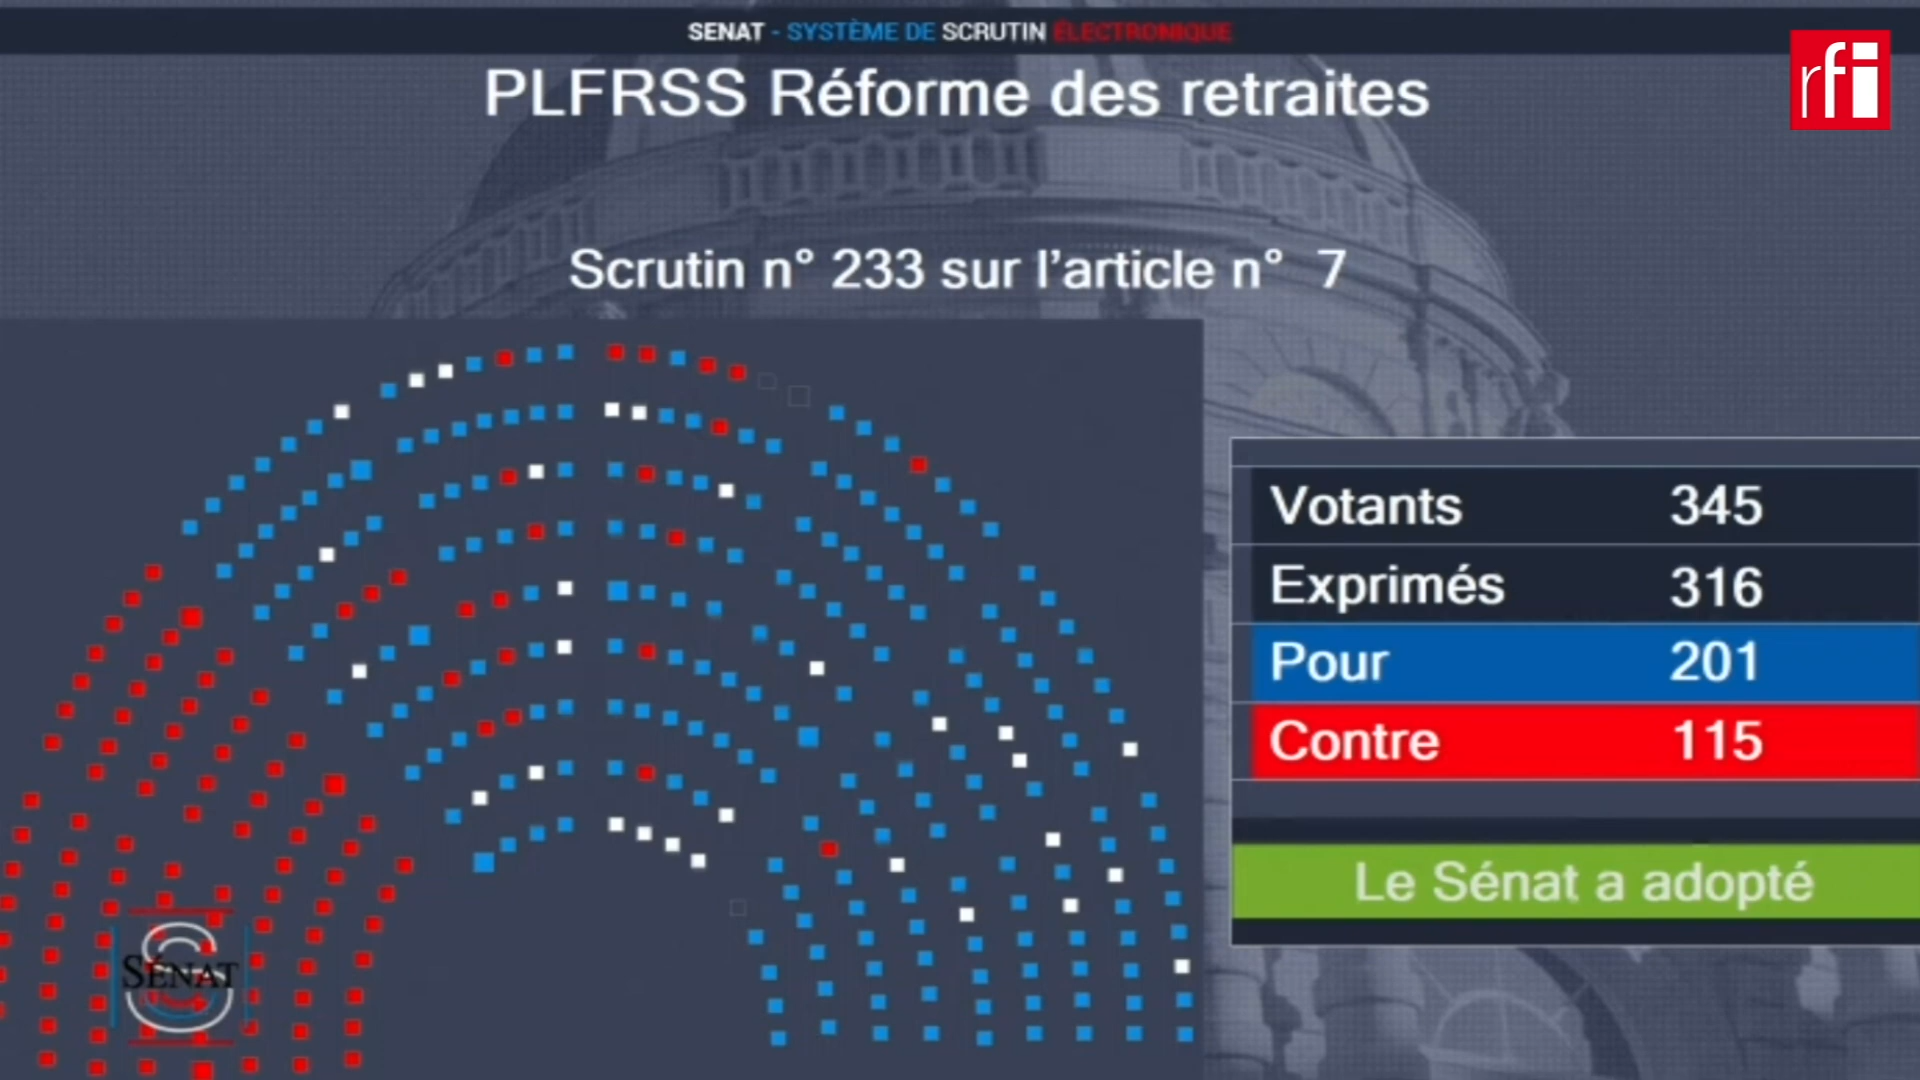 SENAT - SYSTÈME DE SCRUTIN ÉLECTRONIQUE
rfi
PLFRSS Réforme des retraites
Scrutin n° 233 sur l'article n° 7
Votants 345
Exprimés 316
Pour 201
Contre 115
Le Sénat a adopté
SÉNAT